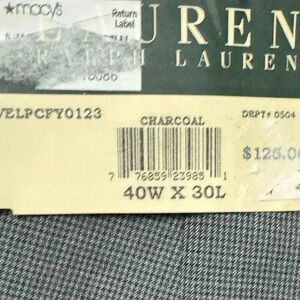 ★macy's
Return
Label
LAUREN
RALPH LAUREN
VELPCFY0123
CHARCOAL
DEPT# 0504
$125.00
7 76859 23985 1
40W X 30L